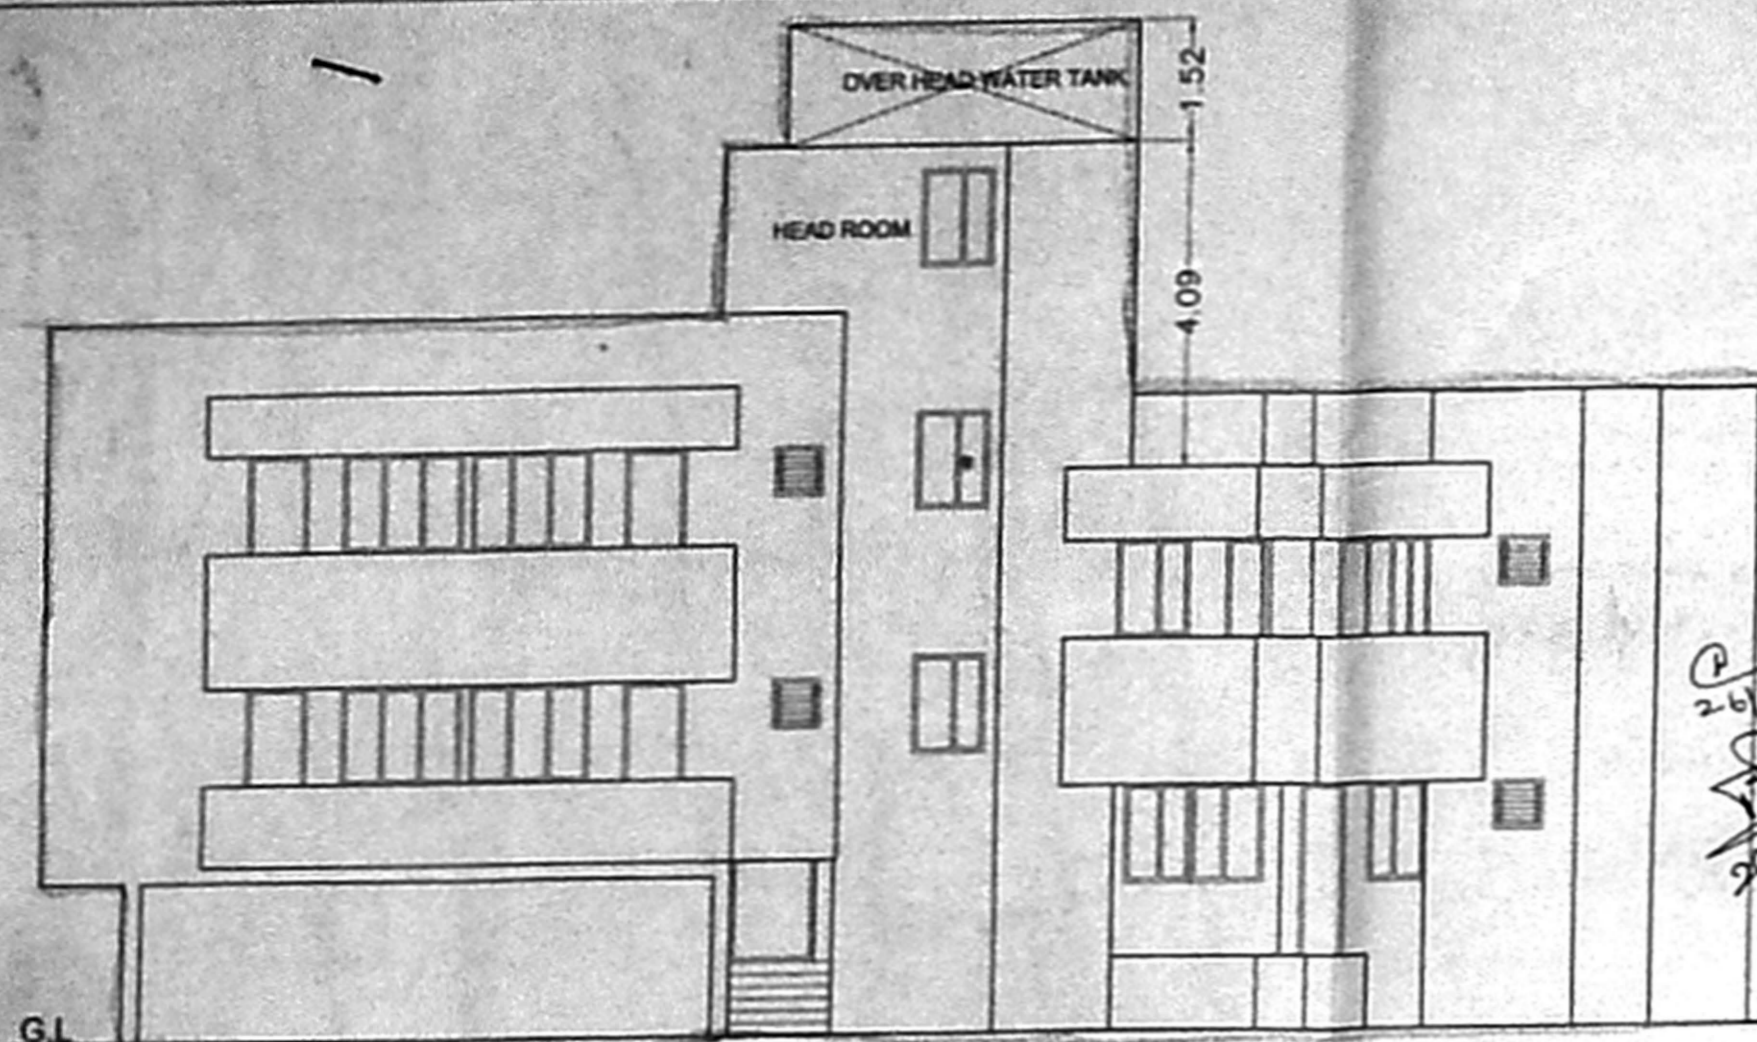 OVER HEAD WATER TANK
1.52
HEAD ROOM
4.09
G.L